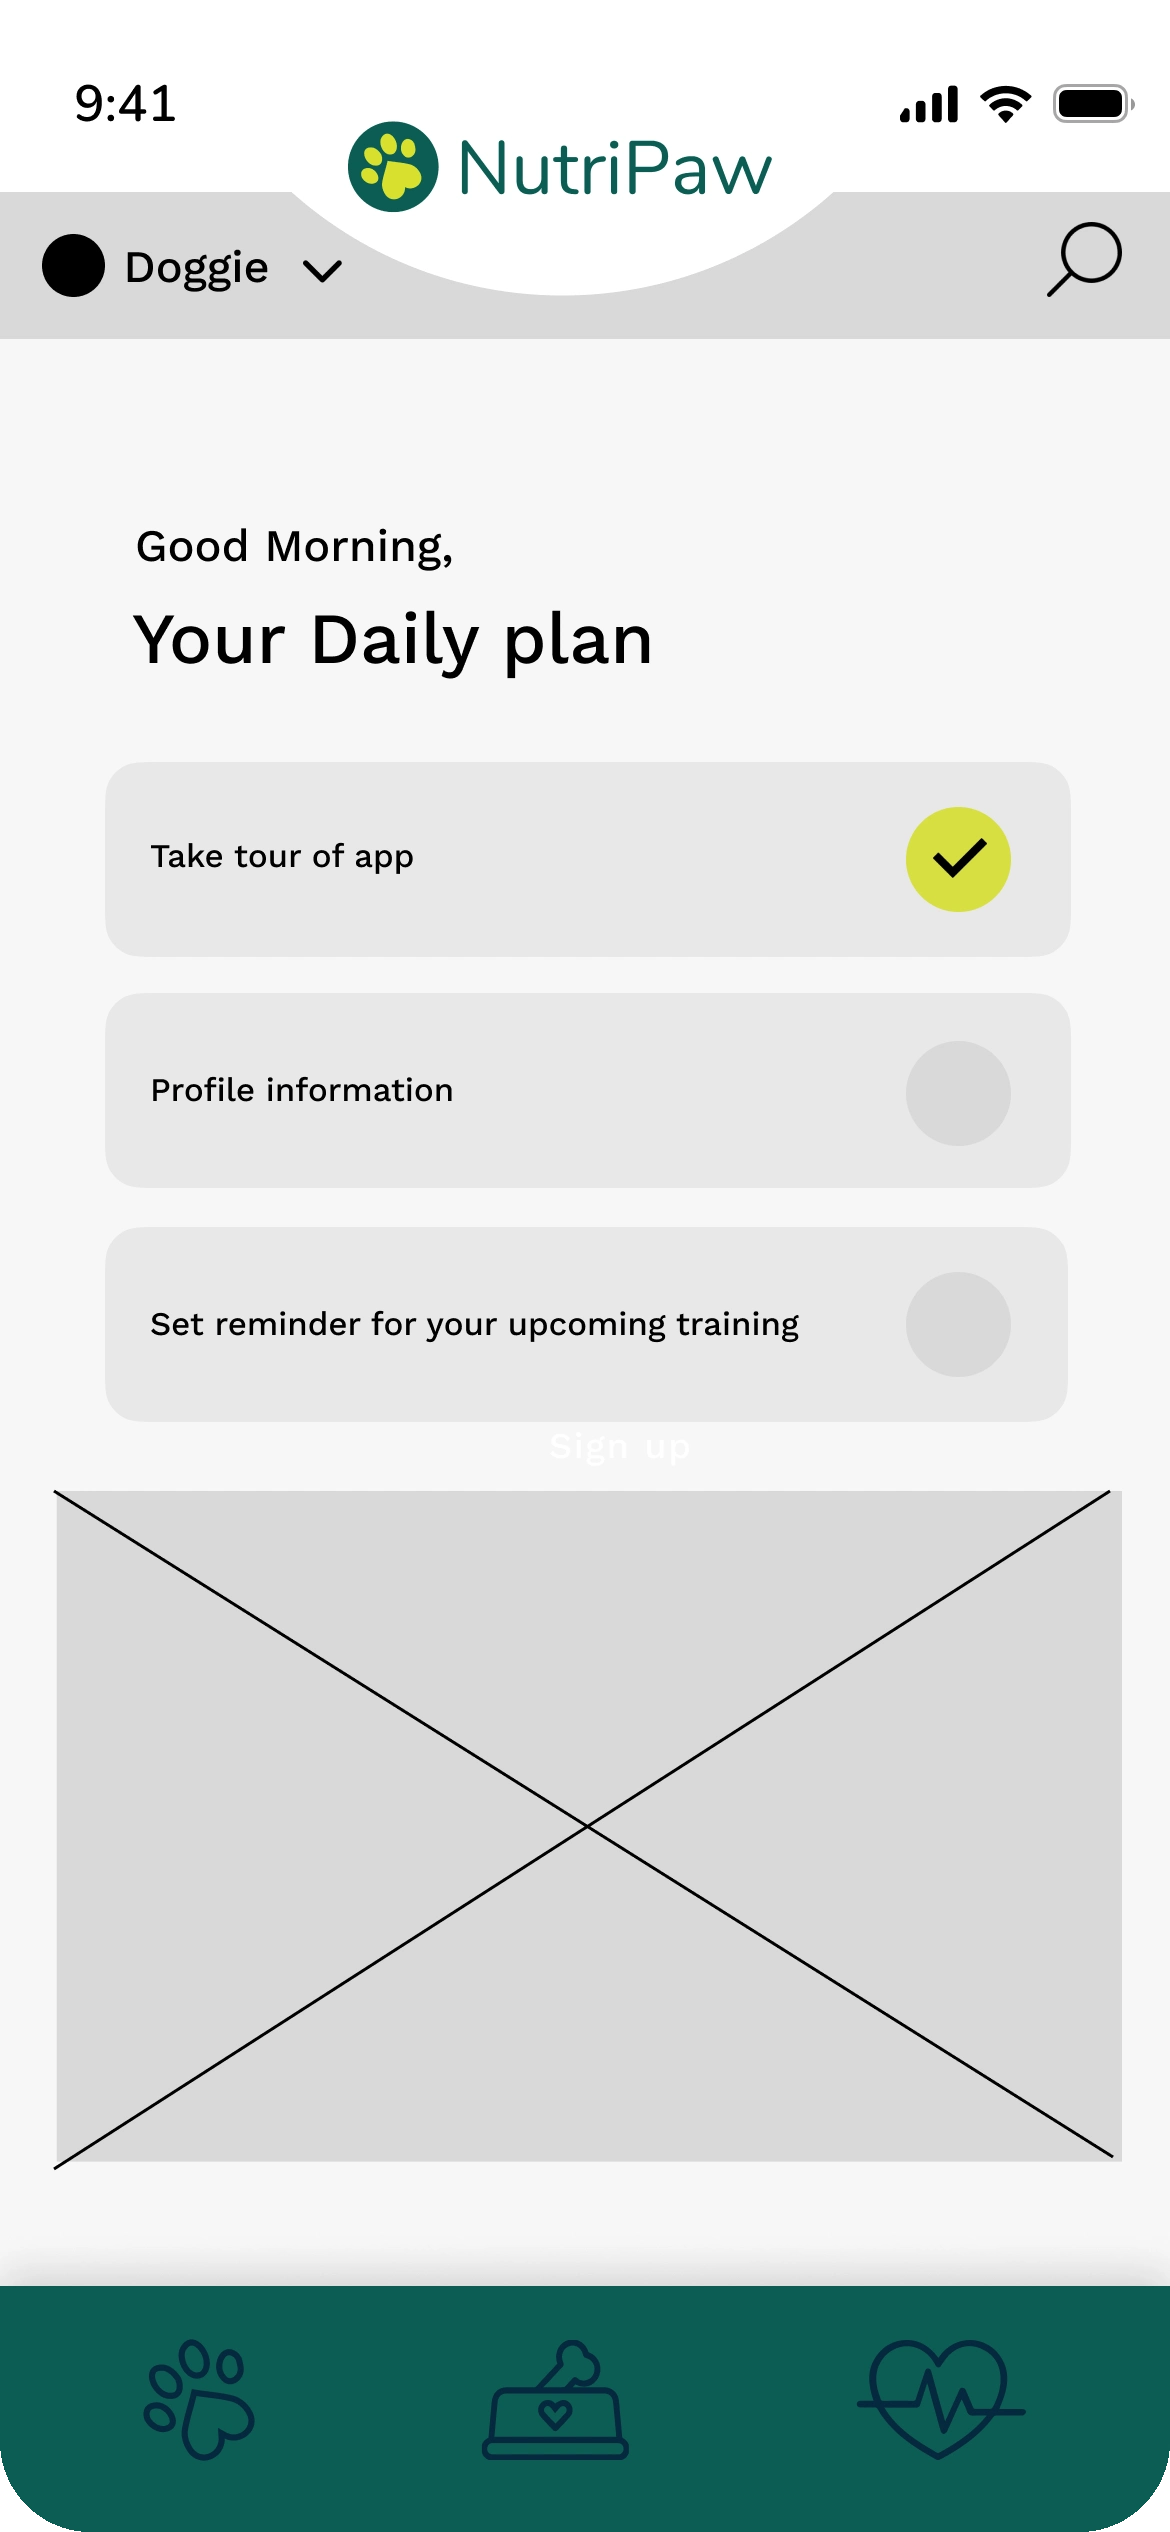 9:41
NutriPaw
Doggie
Good Morning,
Your Daily plan
Take tour of app
Profile information
Set reminder for your upcoming training
Sign up